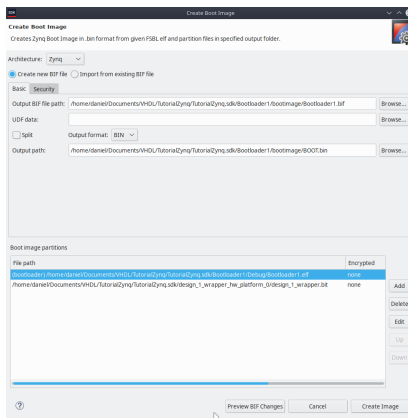 SDK
Create Boot Image
Create Boot Image
Creates Zynq Boot Image in .bin format from given FSBL elf and partition files in specified output folder.
Architecture: Zynq
Create new BIF file Import from existing BIF file
Basic Security
Output BIF file path: /home/daniel/Documents/VHDL/TutorialZynq/TutorialZynq.sdk/Bootloader1/bootimage/Bootloader1.bif Browse...
UDF data: Browse...
Split Output format: BIN
Output path: /home/daniel/Documents/VHDL/TutorialZynq/TutorialZynq.sdk/Bootloader1/bootimage/BOOT.bin Browse...
Boot image partitions
File path Encrypted
(bootloader) /home/daniel/Documents/VHDL/TutorialZynq/TutorialZynq.sdk/Bootloader1/Debug/Bootloader1.elf none
/home/daniel/Documents/VHDL/TutorialZynq/TutorialZynq.sdk/design_1_wrapper_hw_platform_0/design_1_wrapper.bit none
Add
Delete
Edit
Up
Down
? Preview BIF Changes Cancel Create Image